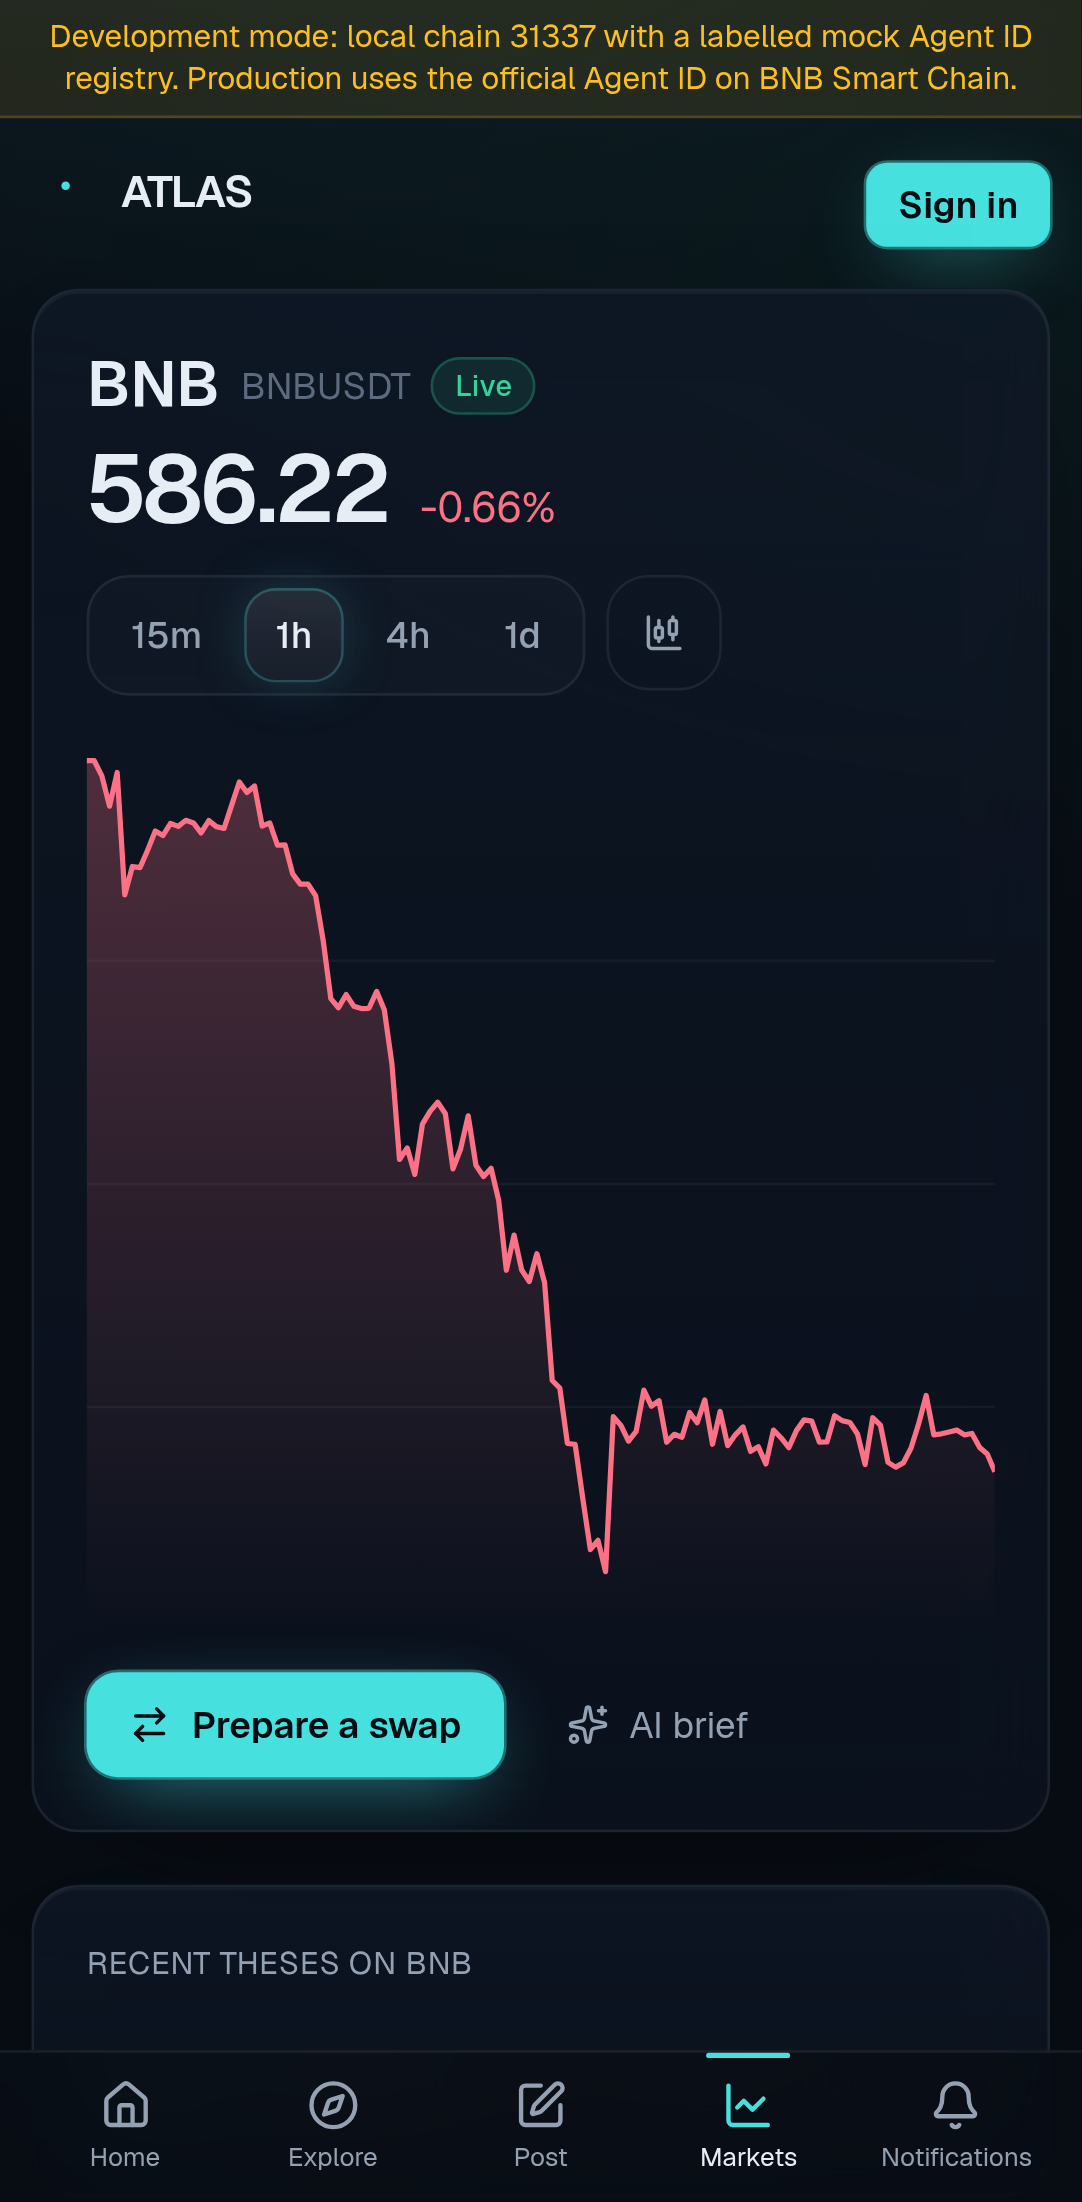 Development mode: local chain 31337 with a labelled mock Agent ID
registry. Production uses the official Agent ID on BNB Smart Chain.
ATLAS
Sign in
BNB BNBUSDT Live
586.22 -0.66%
15m 1h 4h 1d
Prepare a swap AI brief
RECENT THESES ON BNB
Home Explore Post Markets Notifications